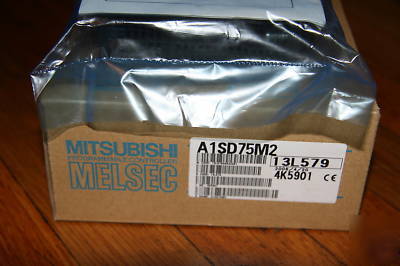 MITSUBISHI
PROGRAMMABLE CONTROLLER
MELSEC
A1SD75M2
13L579
4K5901 CE